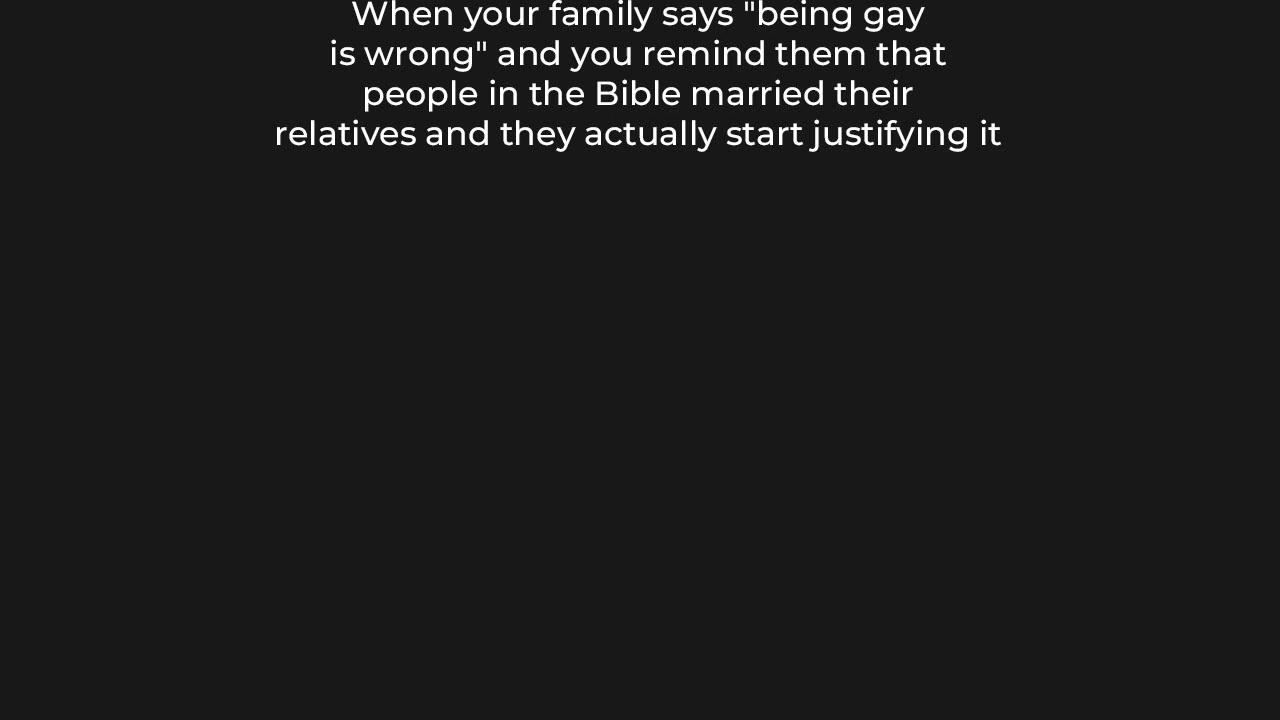 When your family says "being gay
is wrong" and you remind them that
people in the Bible married their
relatives and they actually start justifying it